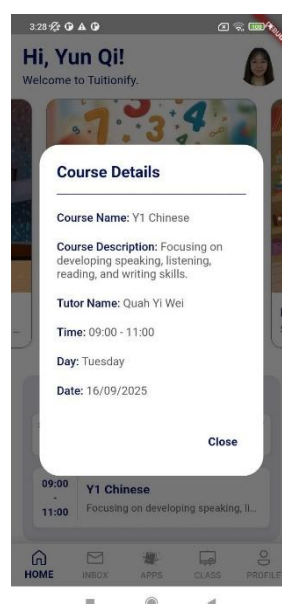 3:28
108
Hi, Yun Qi!
Welcome to Tuitionify.
Course Details
Course Name: Y1 Chinese
Course Description: Focusing on
developing speaking, listening,
reading, and writing skills.
Tutor Name: Quah Yi Wei
Time: 09:00 - 11:00
Day: Tuesday
Date: 16/09/2025
Close
09:00
-
11:00
Y1 Chinese
Focusing on developing speaking, li...
HOME
INBOX
APPS
CLASS
PROFILE